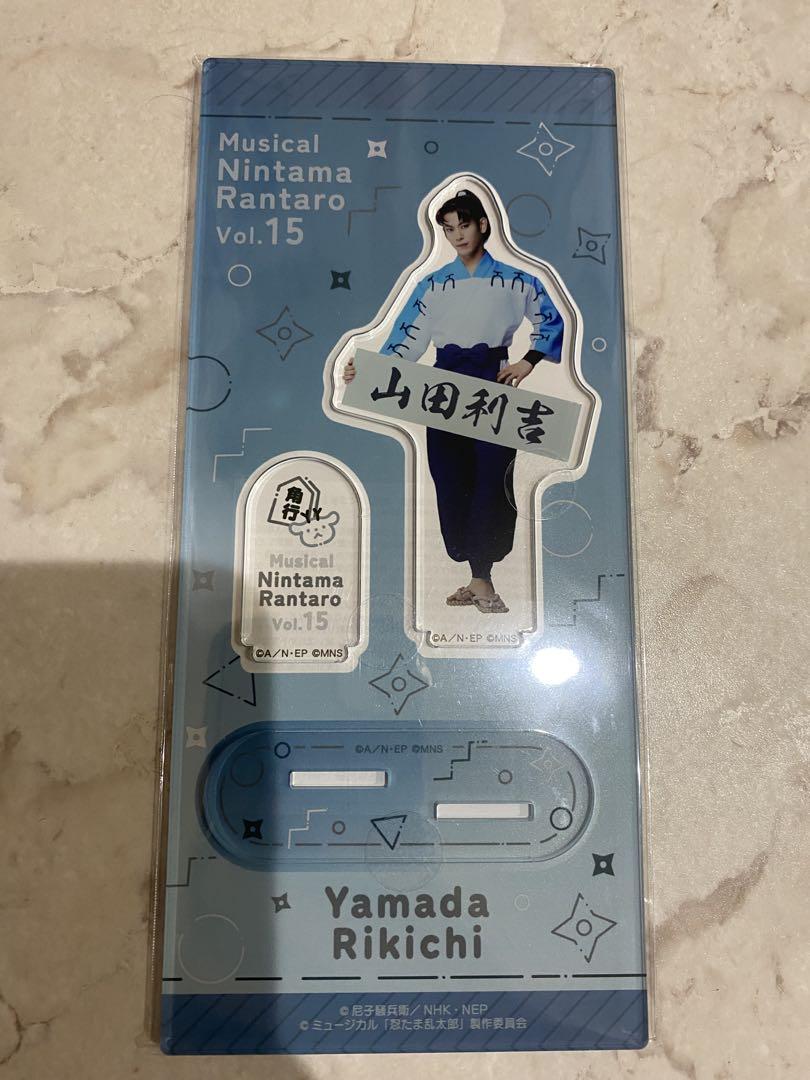 Musical
Nintama
Rantaro
Vol.15
山田利吉
角行
Musical
Nintama
Rantaro
Vol.15
©A／N・EP ©MNS
©A／N・EP ©MNS
©A／N・EP ©MNS
Yamada
Rikichi
©尼子騒兵衛／NHK・NEP
©ミュージカル「忍たま乱太郎」製作委員会